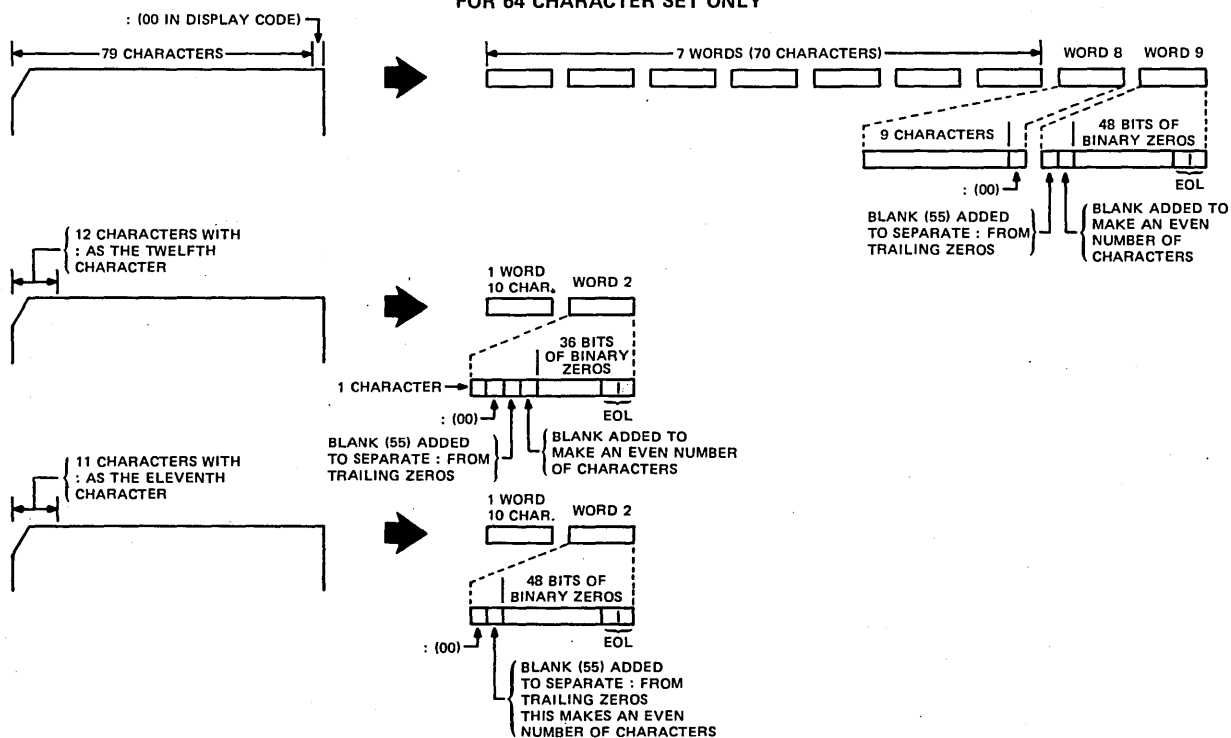 FOR 64 CHARACTER SET ONLY
: (00 IN DISPLAY CODE)
79 CHARACTERS
7 WORDS (70 CHARACTERS)
WORD 8
WORD 9
9 CHARACTERS
48 BITS OF
BINARY ZEROS
: (00)
EOL
BLANK (55) ADDED
TO SEPARATE : FROM
TRAILING ZEROS
BLANK ADDED TO
MAKE AN EVEN
NUMBER OF
CHARACTERS
12 CHARACTERS WITH
: AS THE TWELFTH
CHARACTER
1 WORD
10 CHAR.
WORD 2
36 BITS
OF BINARY
ZEROS
1 CHARACTER
: (00)
EOL
BLANK (55) ADDED
TO SEPARATE : FROM
TRAILING ZEROS
BLANK ADDED TO
MAKE AN EVEN NUMBER
OF CHARACTERS
11 CHARACTERS WITH
: AS THE ELEVENTH
CHARACTER
1 WORD
10 CHAR.
WORD 2
48 BITS OF
BINARY ZEROS
: (00)
EOL
BLANK (55) ADDED
TO SEPARATE : FROM
TRAILING ZEROS
THIS MAKES AN EVEN
NUMBER OF CHARACTERS